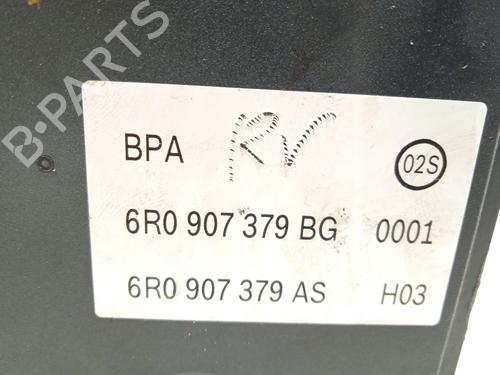 B-PARTS
BPA RV 02S
6R0 907 379 BG 0001
6R0 907 379 AS H03